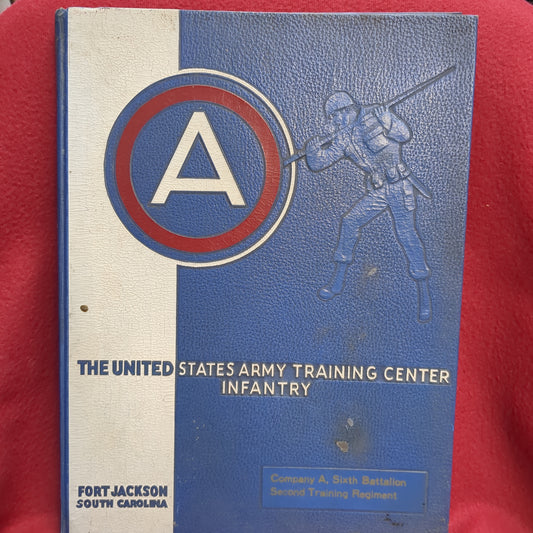 A
THE UNITED STATES ARMY TRAINING CENTER
INFANTRY
Company A, Sixth Battalion
Second Training Regiment
FORT JACKSON
SOUTH CAROLINA